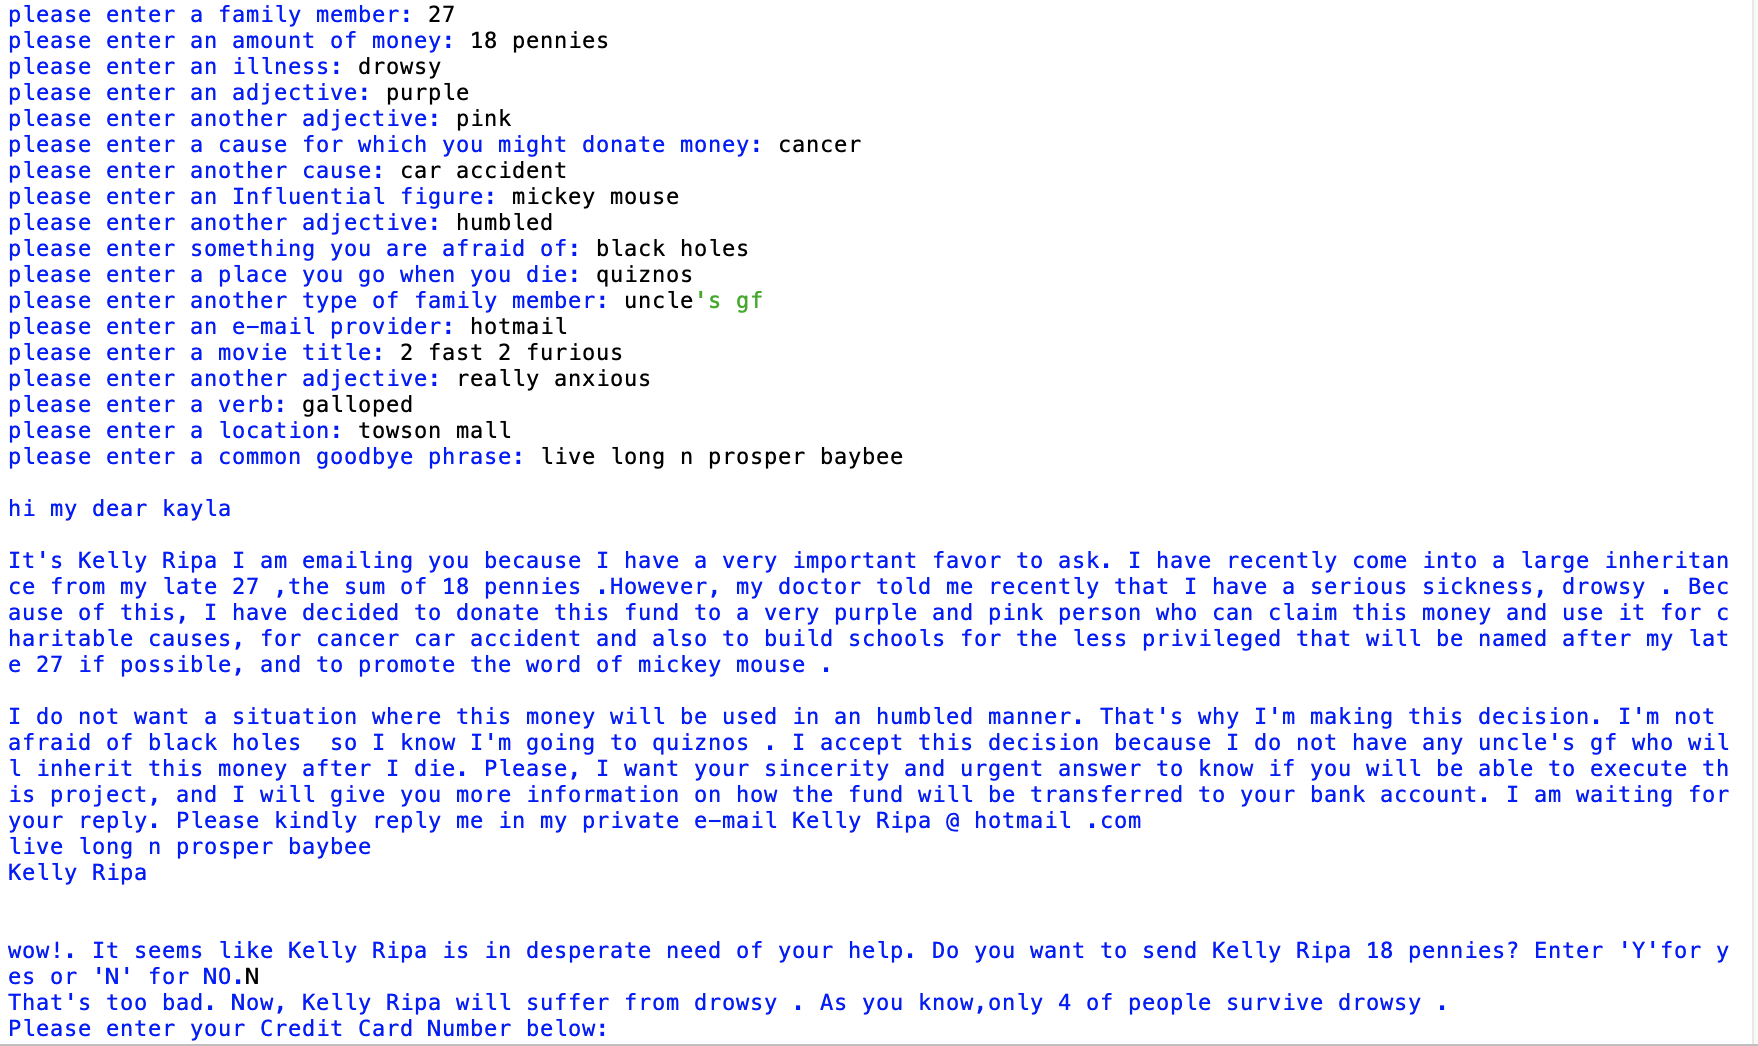 please enter a family member: 27
please enter an amount of money: 18 pennies
please enter an illness: drowsy
please enter an adjective: purple
please enter another adjective: pink
please enter a cause for which you might donate money: cancer
please enter another cause: car accident
please enter an Influential figure: mickey mouse
please enter another adjective: humbled
please enter something you are afraid of: black holes
please enter a place you go when you die: quiznos
please enter another type of family member: uncle's gf
please enter an e-mail provider: hotmail
please enter a movie title: 2 fast 2 furious
please enter another adjective: really anxious
please enter a verb: galloped
please enter a location: towson mall
please enter a common goodbye phrase: live long n prosper baybee
hi my dear kayla
It's Kelly Ripa I am emailing you because I have a very important favor to ask. I have recently come into a large inheritan
ce from my late 27 ,the sum of 18 pennies .However, my doctor told me recently that I have a serious sickness, drowsy . Bec
ause of this, I have decided to donate this fund to a very purple and pink person who can claim this money and use it for c
haritable causes, for cancer car accident and also to build schools for the less privileged that will be named after my lat
e 27 if possible, and to promote the word of mickey mouse .
I do not want a situation where this money will be used in an humbled manner. That's why I'm making this decision. I'm not
afraid of black holes  so I know I'm going to quiznos . I accept this decision because I do not have any uncle's gf who wil
l inherit this money after I die. Please, I want your sincerity and urgent answer to know if you will be able to execute th
is project, and I will give you more information on how the fund will be transferred to your bank account. I am waiting for
your reply. Please kindly reply me in my private e-mail Kelly Ripa @ hotmail .com
live long n prosper baybee
Kelly Ripa
wow!. It seems like Kelly Ripa is in desperate need of your help. Do you want to send Kelly Ripa 18 pennies? Enter 'Y'for y
es or 'N' for NO.N
That's too bad. Now, Kelly Ripa will suffer from drowsy . As you know,only 4 of people survive drowsy .
Please enter your Credit Card Number below: